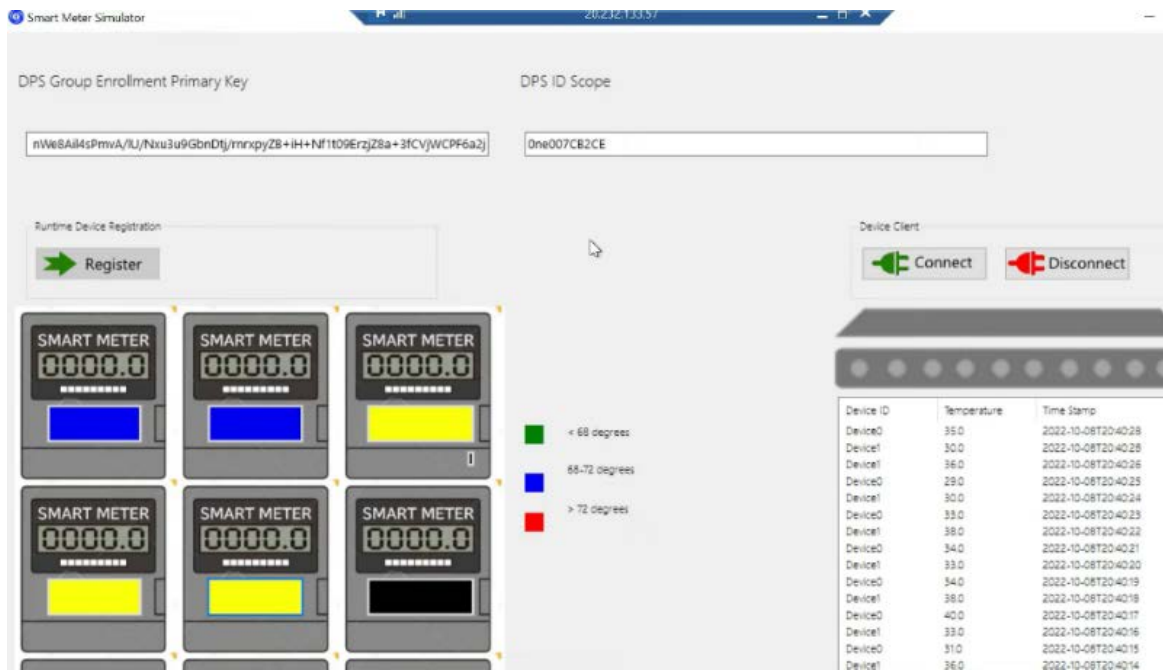 Smart Meter Simulator
20.232.133.57
DPS Group Enrollment Primary Key
DPS ID Scope
nWe8Ail4sPmvA/lU/Nxu3u9GbnDtj/rnrxpyZB+iH+Nf1t09ErzjZ8a+3fCVjWCPF6a2j
0ne007CB2CE
Runtime Device Registration
Register
Device Client
Connect
Disconnect
SMART METER
0000.0
SMART METER
0000.0
SMART METER
0000.0
< 68 degrees
68-72 degrees
> 72 degrees
SMART METER
0000.0
SMART METER
0000.0
SMART METER
0000.0
Device ID Temperature Time Stamp
Device0 35.0 2022-10-08T20:40:28
Device1 30.0 2022-10-08T20:40:28
Device1 36.0 2022-10-08T20:40:26
Device0 29.0 2022-10-08T20:40:25
Device1 30.0 2022-10-08T20:40:24
Device0 33.0 2022-10-08T20:40:23
Device1 38.0 2022-10-08T20:40:22
Device0 34.0 2022-10-08T20:40:21
Device1 33.0 2022-10-08T20:40:20
Device0 34.0 2022-10-08T20:40:19
Device1 38.0 2022-10-08T20:40:18
Device0 40.0 2022-10-08T20:40:17
Device1 33.0 2022-10-08T20:40:16
Device0 31.0 2022-10-08T20:40:15
Device1 36.0 2022-10-08T20:40:14